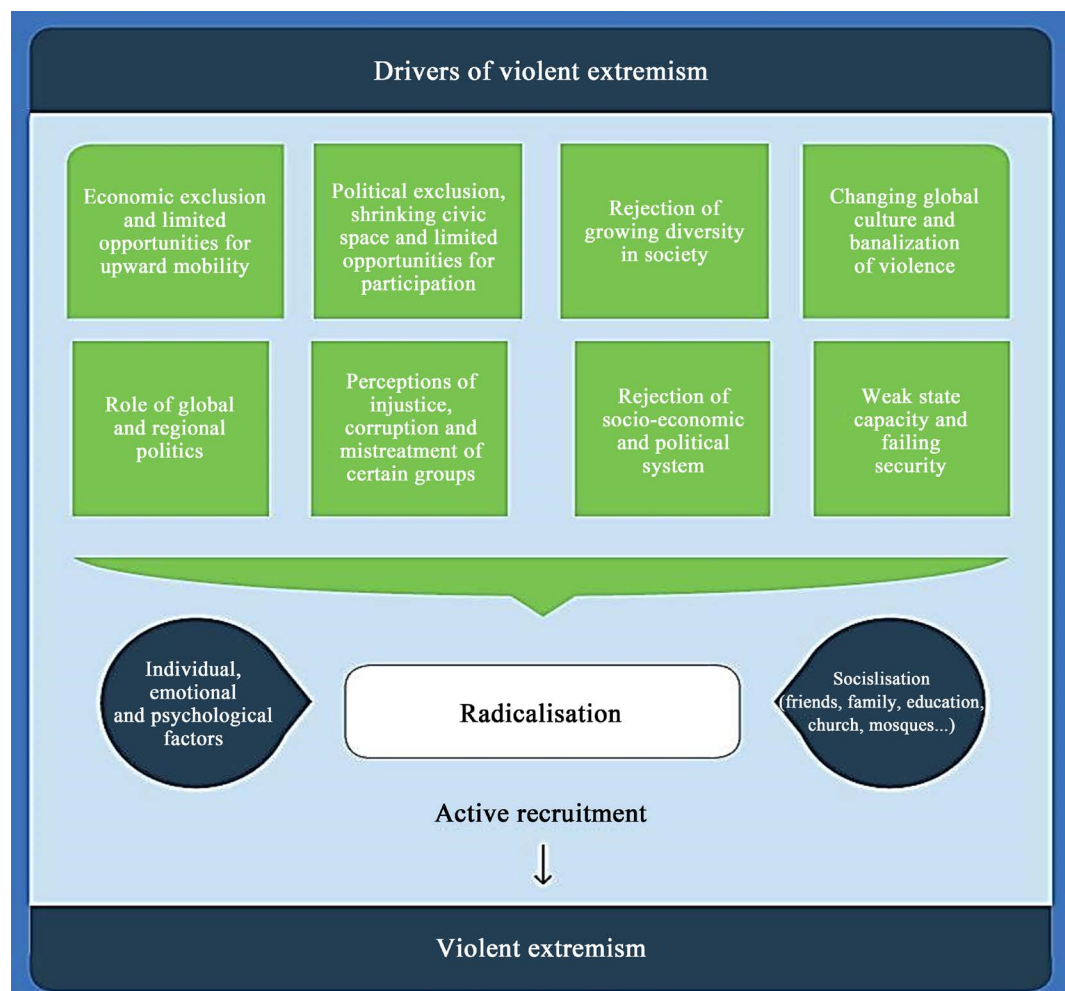 Drivers of violent extremism
Economic exclusion
and limited
opportunities for
upward mobility
Political exclusion,
shrinking civic
space and limited
opportunities for
participation
Rejection of
growing diversity
in society
Changing global
culture and
banalization
of violence
Role of global
and regional
politics
Perceptions of
injustice,
corruption and
mistreatment of
certain groups
Rejection of
socio-economic
and political
system
Weak state
capacity and
failing
security
Individual,
emotional
and psychological
factors
Radicalisation
Socislisation
(friends, family, education,
church, mosques...)
Active recruitment
Violent extremism